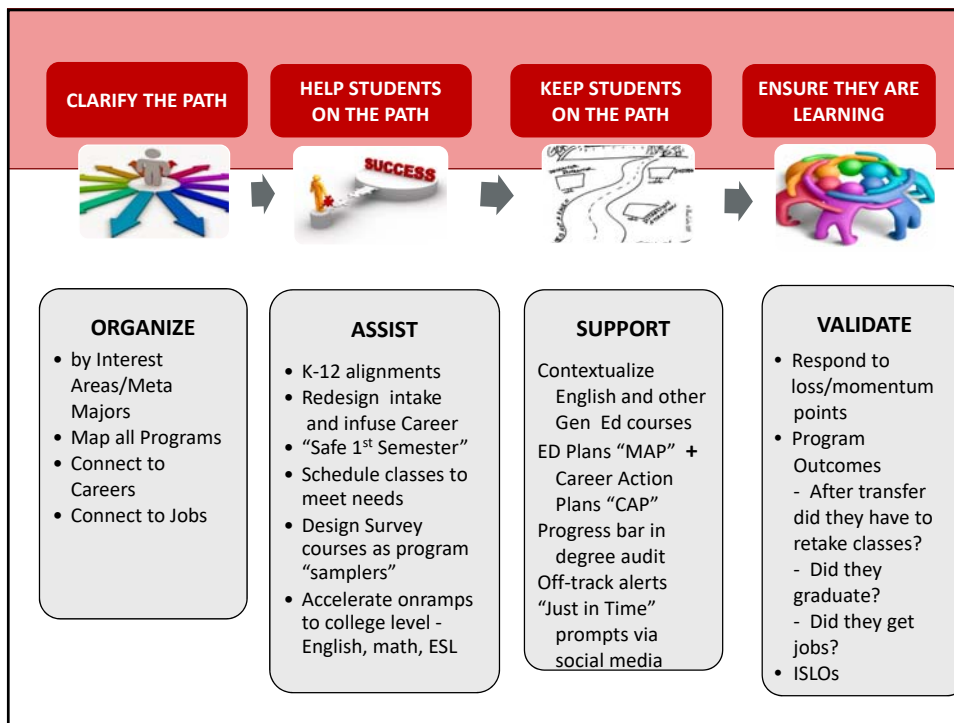 CLARIFY THE PATH
HELP STUDENTS
ON THE PATH
KEEP STUDENTS
ON THE PATH
ENSURE THEY ARE
LEARNING
SUCCESS
ORGANIZE
• by Interest
Areas/Meta
Majors
• Map all Programs
• Connect to
Careers
• Connect to Jobs
ASSIST
• K-12 alignments
• Redesign intake
and infuse Career
• “Safe 1st Semester”
• Schedule classes to
meet needs
• Design Survey
courses as program
“samplers”
• Accelerate onramps
to college level -
English, math, ESL
SUPPORT
Contextualize
English and other
Gen Ed courses
ED Plans “MAP” +
Career Action
Plans “CAP”
Progress bar in
degree audit
Off-track alerts
“Just in Time”
prompts via
social media
VALIDATE
• Respond to
loss/momentum
points
• Program
Outcomes
- After transfer
did they have to
retake classes?
- Did they
graduate?
- Did they get
jobs?
• ISLOs